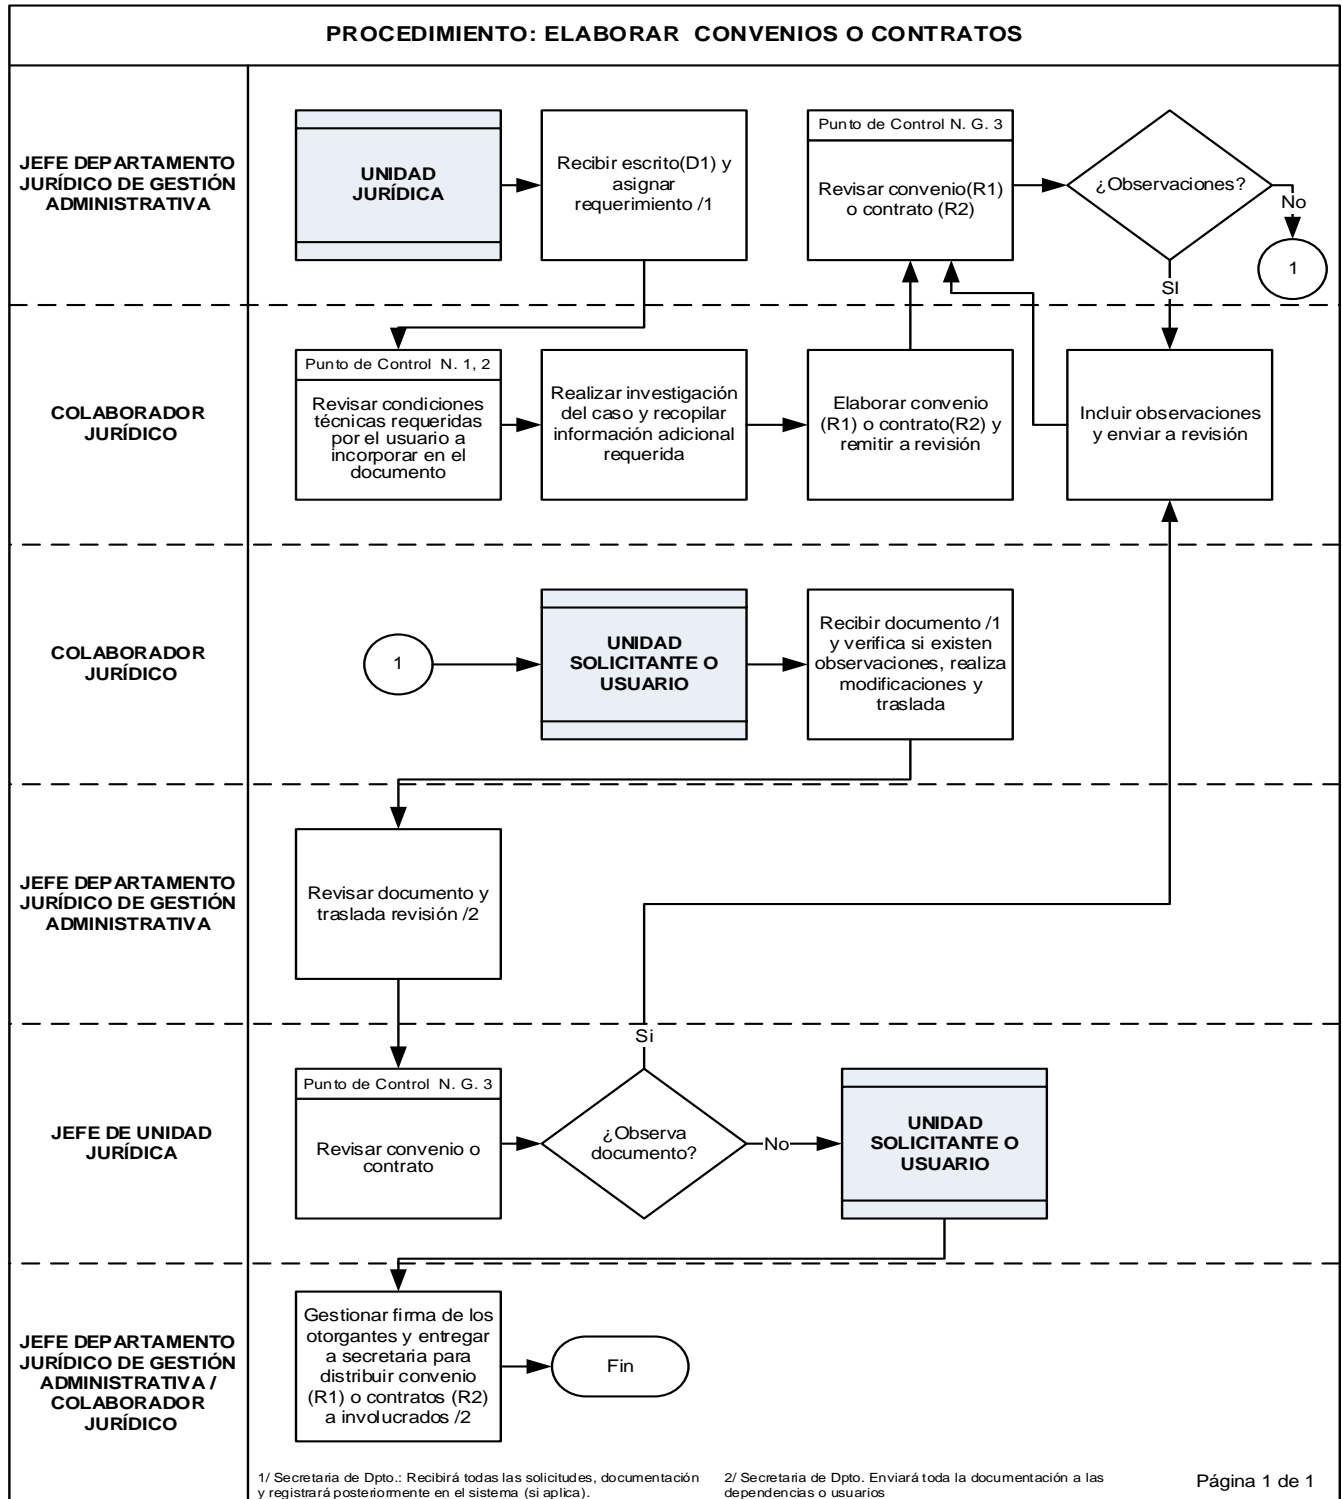 PROCEDIMIENTO: ELABORAR CONVENIOS O CONTRATOS
JEFE DEPARTAMENTO
JURÍDICO DE GESTIÓN
ADMINISTRATIVA
UNIDAD
JURÍDICA
Recibir escrito(D1) y
asignar
requerimiento /1
Punto de Control N. G. 3
Revisar convenio(R1)
o contrato (R2)
¿Observaciones?
No
1
SI
COLABORADOR
JURÍDICO
Punto de Control N. 1, 2
Revisar condiciones
técnicas requeridas
por el usuario a
incorporar en el
documento
Realizar investigación
del caso y recopilar
información adicional
requerida
Elaborar convenio
(R1) o contrato(R2) y
remitir a revisión
Incluir observaciones
y enviar a revisión
COLABORADOR
JURÍDICO
1
UNIDAD
SOLICITANTE O
USUARIO
Recibir documento /1
y verifica si existen
observaciones, realiza
modificaciones y
traslada
JEFE DEPARTAMENTO
JURÍDICO DE GESTIÓN
ADMINISTRATIVA
Revisar documento y
traslada revisión /2
Si
JEFE DE UNIDAD
JURÍDICA
Punto de Control N. G. 3
Revisar convenio o
contrato
¿Observa
documento?
No
UNIDAD
SOLICITANTE O
USUARIO
JEFE DEPARTAMENTO
JURÍDICO DE GESTIÓN
ADMINISTRATIVA /
COLABORADOR
JURÍDICO
Gestionar firma de los
otorgantes y entregar
a secretaria para
distribuir convenio
(R1) o contratos (R2)
a involucrados /2
Fin
1/ Secretaria de Dpto.: Recibirá todas las solicitudes, documentación
y registrará posteriormente en el sistema (si aplica).
2/ Secretaria de Dpto. Enviará toda la documentación a las
dependencias o usuarios
Página 1 de 1